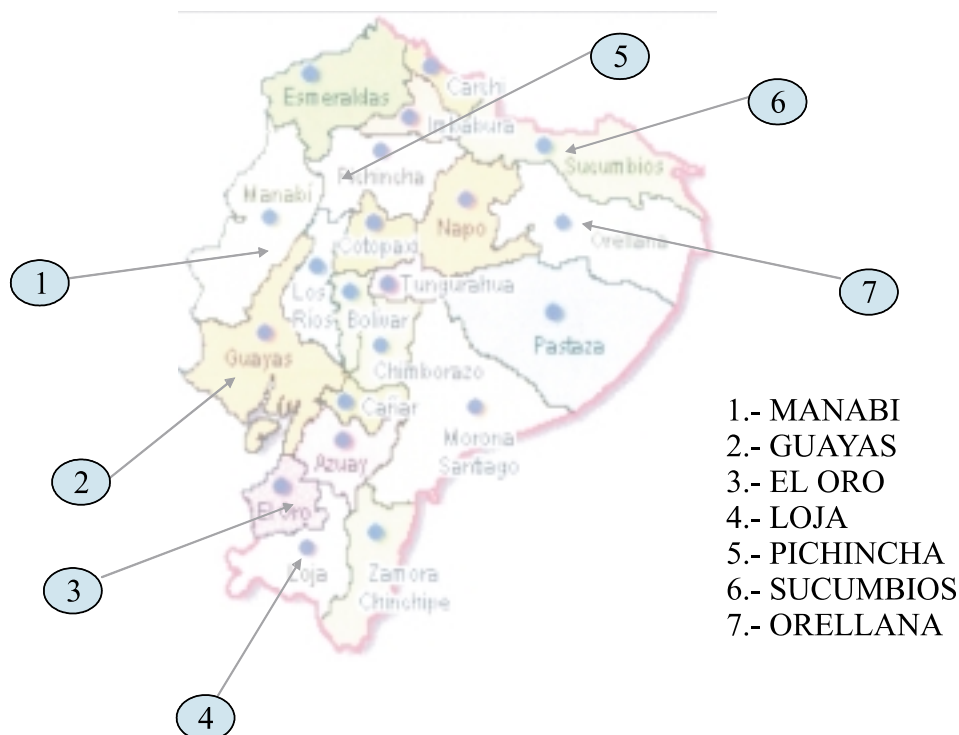 5
Carchi
Esmeraldas
6
Imbabura
Sucumbios
Pichincha
Manabí
Napo
Cotopaxi
Orellana
1
Tungurahua
7
Los
Ríos
Bolivar
Pastaza
Guayas
Chimborazo
Cañar
1.- MANABI
Morona
Santiago
2.- GUAYAS
Azuay
2
3.- EL ORO
El oro
4.- LOJA
5.- PICHINCHA
3
Zoja
Zamora
Chinchipe
6.- SUCUMBIOS
7.- ORELLANA
4